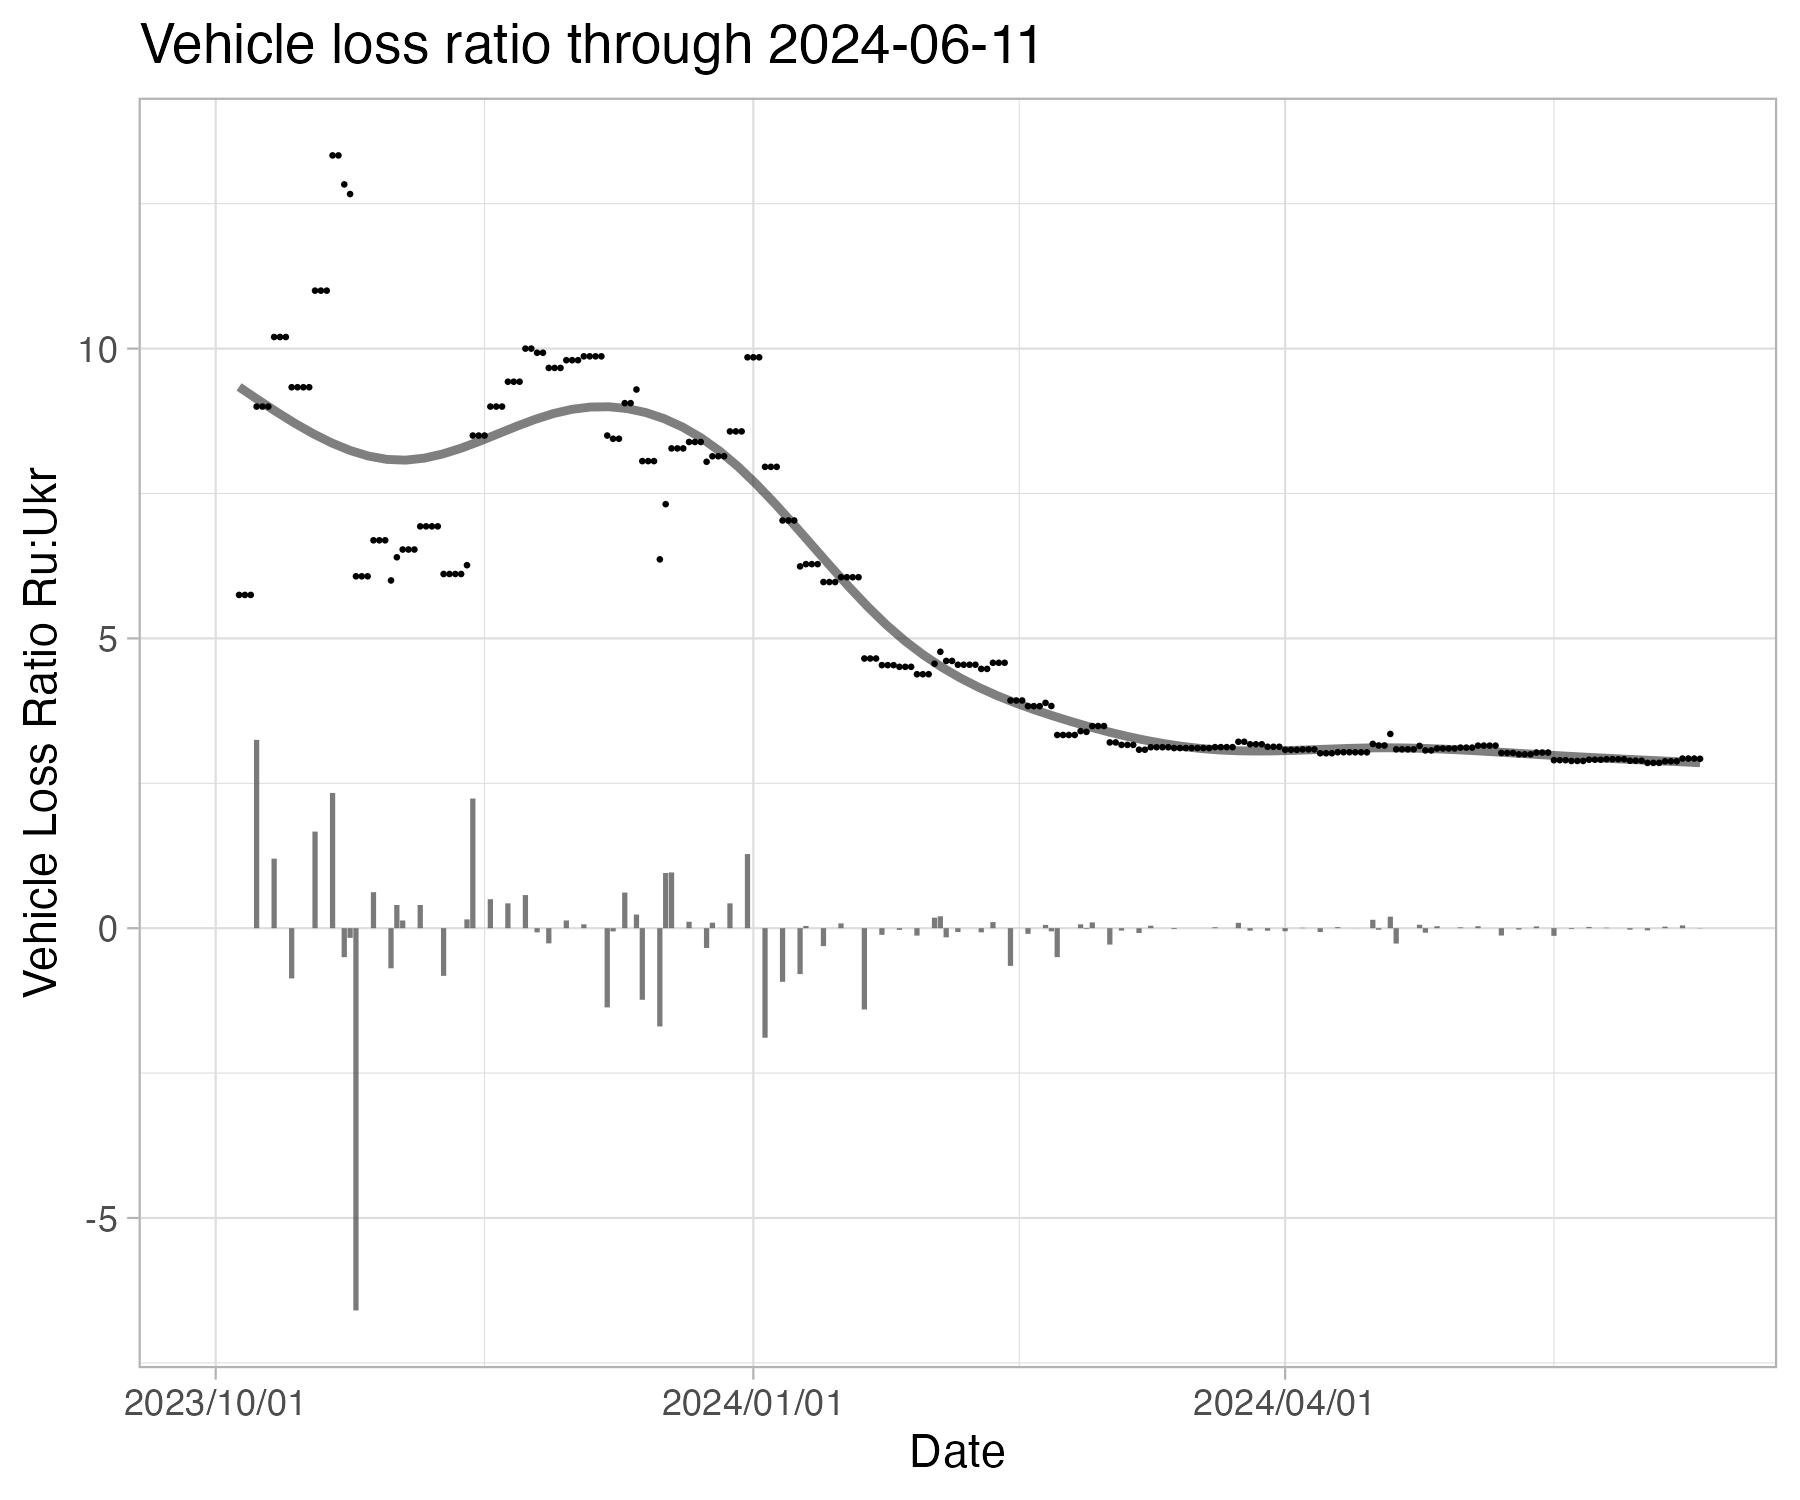 Vehicle loss ratio through 2024-06-11
Vehicle Loss Ratio Ru:Ukr
10
5
0
-5
2023/10/01
2024/01/01
2024/04/01
Date